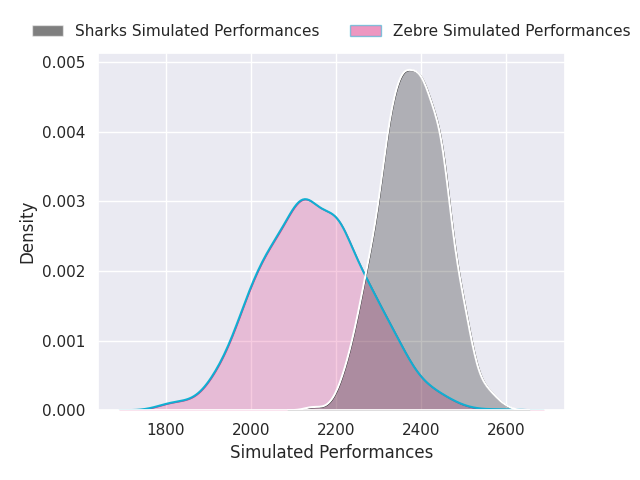 Sharks Simulated Performances Zebre Simulated Performances
0.005
0.004
0.003
0.002
0.001
0.000
Density
1800 2000 2200 2400 2600
Simulated Performances